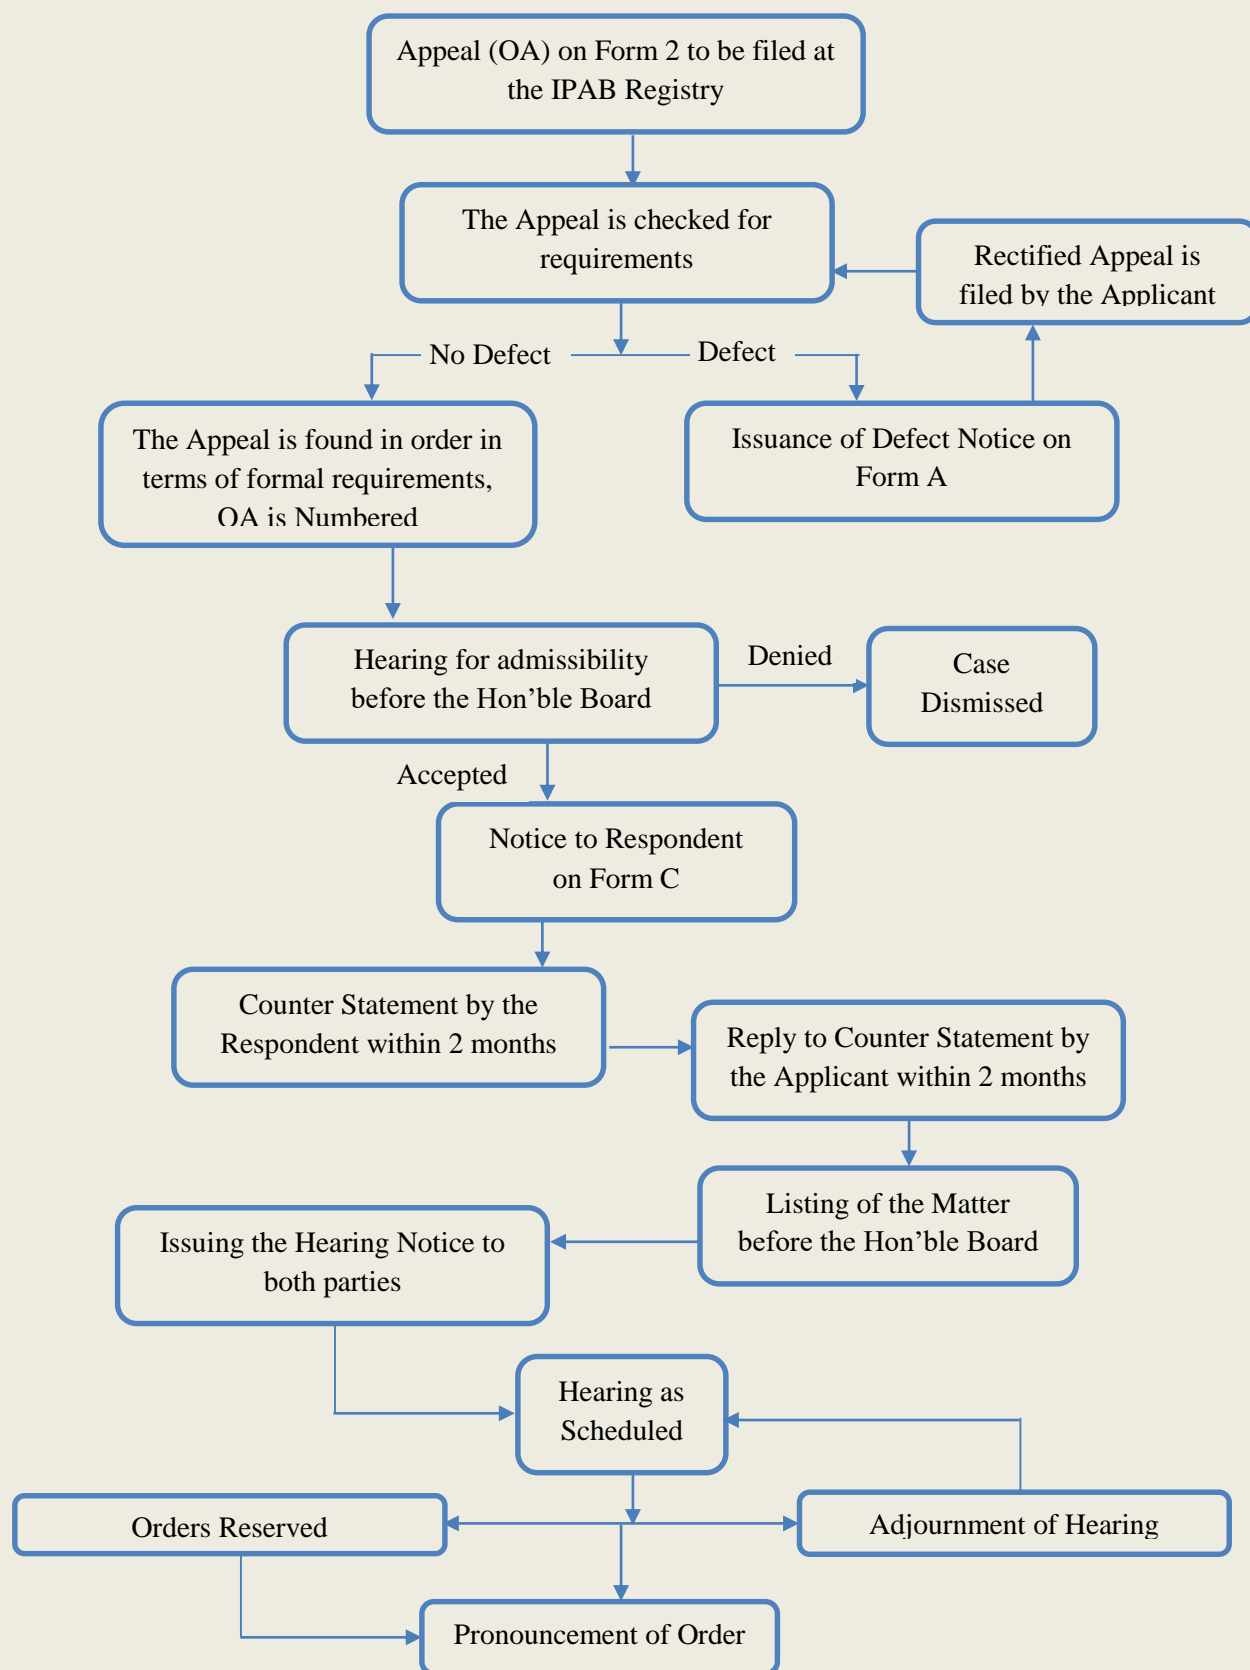 Appeal (OA) on Form 2 to be filed at
the IPAB Registry
The Appeal is checked for
requirements
Rectified Appeal is
filed by the Applicant
No Defect
Defect
The Appeal is found in order in
terms of formal requirements,
OA is Numbered
Issuance of Defect Notice on
Form A
Hearing for admissibility
before the Hon’ble Board
Denied
Case
Dismissed
Accepted
Notice to Respondent
on Form C
Counter Statement by the
Respondent within 2 months
Reply to Counter Statement by
the Applicant within 2 months
Listing of the Matter
before the Hon’ble Board
Issuing the Hearing Notice to
both parties
Hearing as
Scheduled
Orders Reserved
Adjournment of Hearing
Pronouncement of Order